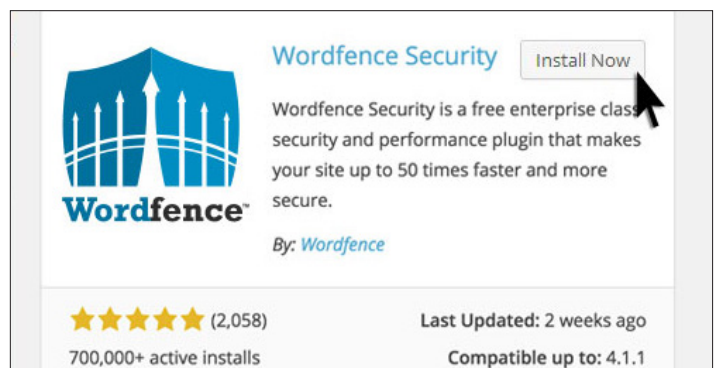 Wordfence Security
Install Now
Wordfence Security is a free enterprise class
security and performance plugin that makes
your site up to 50 times faster and more
secure.
By: Wordfence
Wordfence™
(2,058)
Last Updated: 2 weeks ago
700,000+ active installs
Compatible up to: 4.1.1